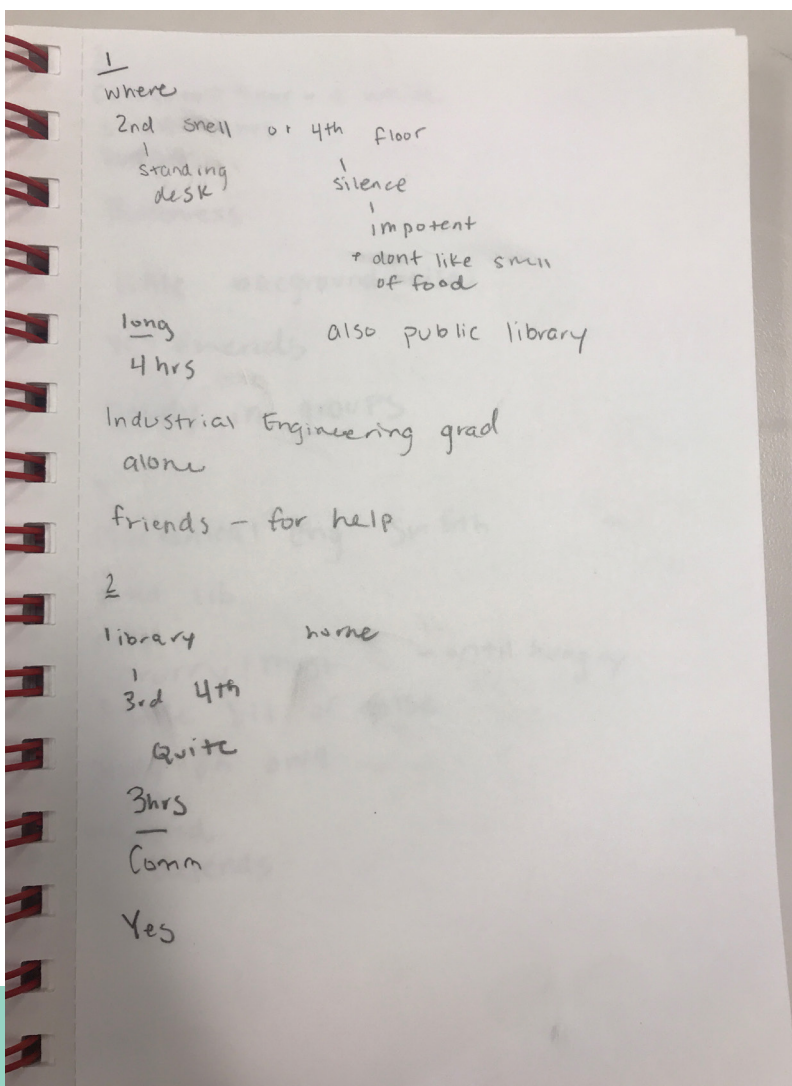 1
where
2nd snell or 4th floor
standing
desk
silence
impotent
+ dont like smell
of food
long
also public library
4 hrs
Industrial Engineering grad
alone
friends - for help
2
library home
3rd 4th
Quite
3hrs
Comm
Yes